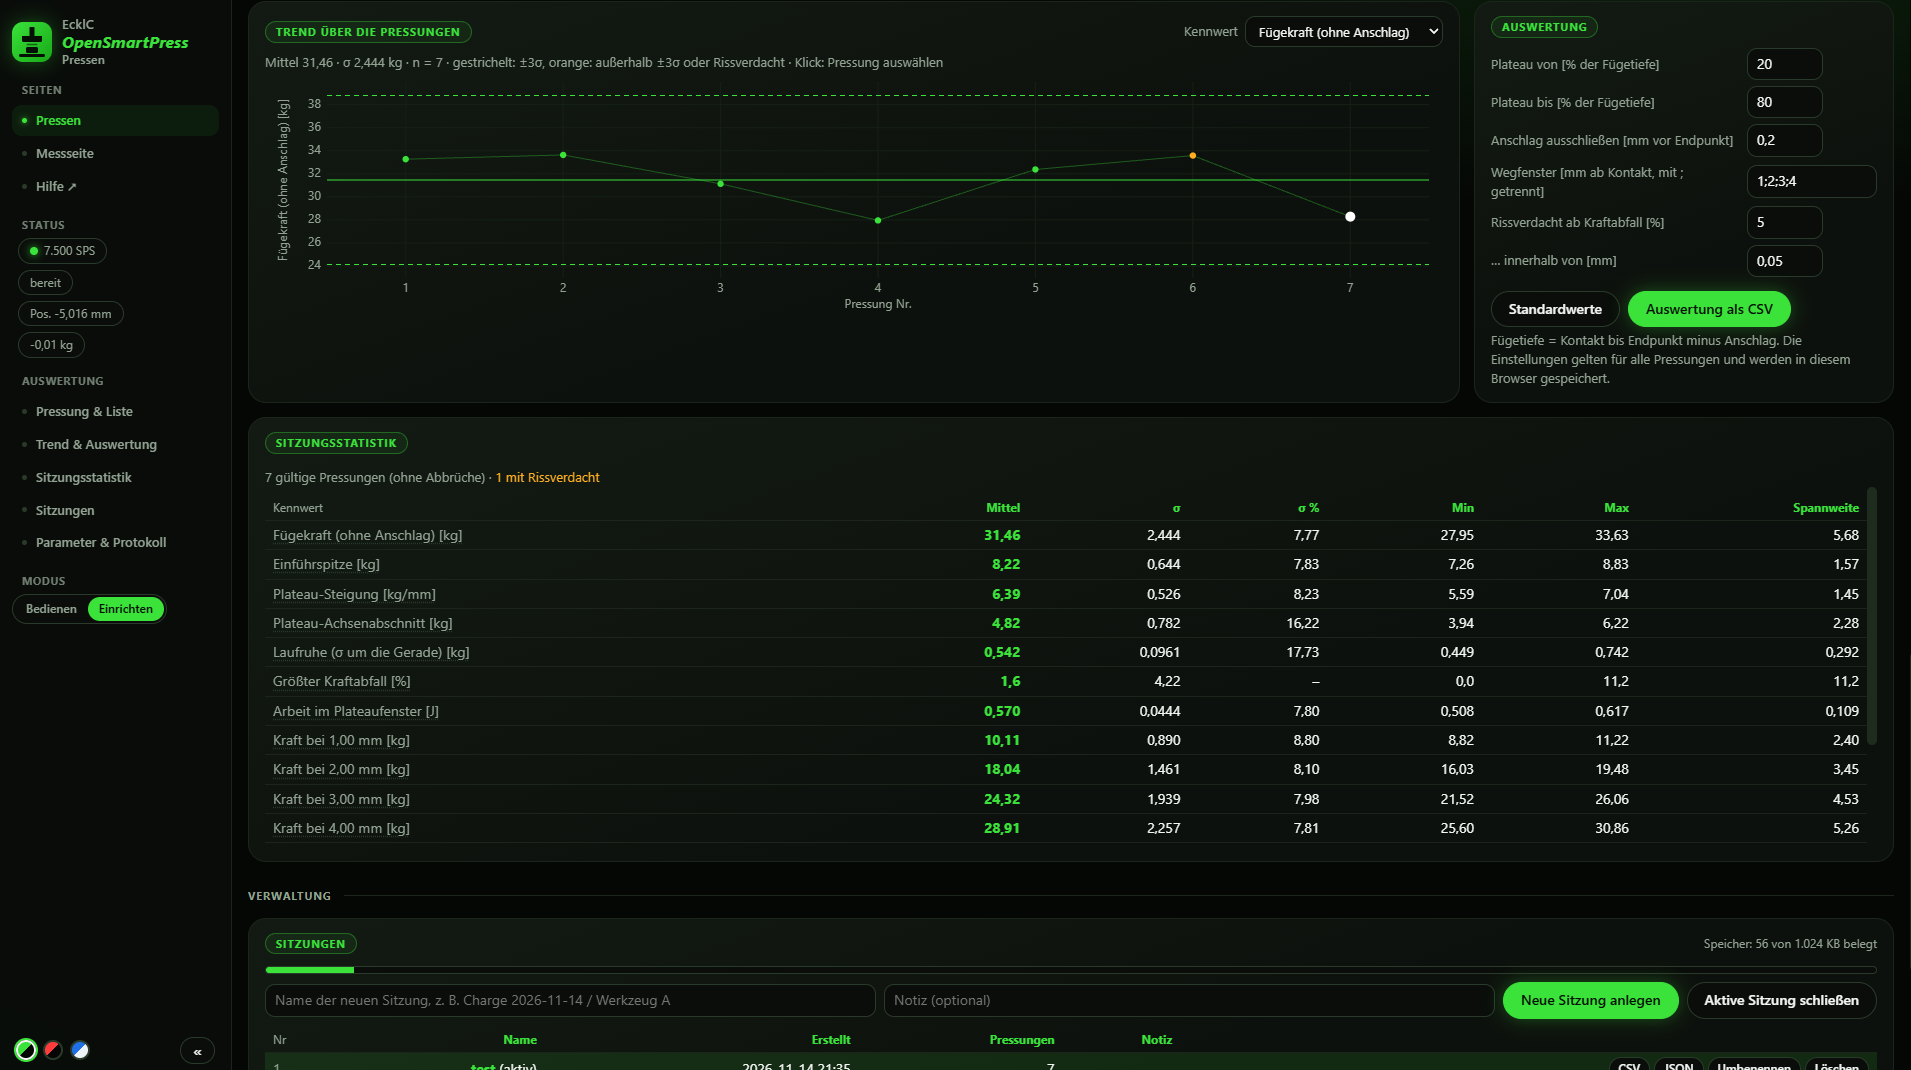 EckIC
OpenSmartPress
Pressen
SEITEN
Pressen
Messseite
Hilfe ↗
STATUS
7.500 SPS
bereit
Pos. -5,016 mm
-0,01 kg
AUSWERTUNG
Pressung & Liste
Trend & Auswertung
Sitzungsstatistik
Sitzungen
Parameter & Protokoll
MODUS
Bedienen Einrichten
«
TREND ÜBER DIE PRESSUNGEN
Kennwert Fügekraft (ohne Anschlag)
Mittel 31,46 · σ 2,444 kg · n = 7 · gestrichelt: ±3σ, orange: außerhalb ±3σ oder Rissverdacht · Klick: Pressung auswählen
Fügekraft (ohne Anschlag) [kg]
38
36
34
32
30
28
26
24
1 2 3 4 5 6 7
Pressung Nr.
AUSWERTUNG
Plateau von [% der Fügetiefe] 20
Plateau bis [% der Fügetiefe] 80
Anschlag ausschließen [mm vor Endpunkt] 0,2
Wegfenster [mm ab Kontakt, mit ;
getrennt] 1;2;3;4
Rissverdacht ab Kraftabfall [%] 5
... innerhalb von [mm] 0,05
Standardwerte Auswertung als CSV
Fügetiefe = Kontakt bis Endpunkt minus Anschlag. Die
Einstellungen gelten für alle Pressungen und werden in diesem
Browser gespeichert.
SITZUNGSSTATISTIK
7 gültige Pressungen (ohne Abbrüche) · 1 mit Rissverdacht
Kennwert Mittel σ σ % Min Max Spannweite
Fügekraft (ohne Anschlag) [kg] 31,46 2,444 7,77 27,95 33,63 5,68
Einführspitze [kg] 8,22 0,644 7,83 7,26 8,83 1,57
Plateau-Steigung [kg/mm] 6,39 0,526 8,23 5,59 7,04 1,45
Plateau-Achsenabschnitt [kg] 4,82 0,782 16,22 3,94 6,22 2,28
Laufruhe (σ um die Gerade) [kg] 0,542 0,0961 17,73 0,449 0,742 0,292
Größter Kraftabfall [%] 1,6 4,22 – 0,0 11,2 11,2
Arbeit im Plateaufenster [J] 0,570 0,0444 7,80 0,508 0,617 0,109
Kraft bei 1,00 mm [kg] 10,11 0,890 8,80 8,82 11,22 2,40
Kraft bei 2,00 mm [kg] 18,04 1,461 8,10 16,03 19,48 3,45
Kraft bei 3,00 mm [kg] 24,32 1,939 7,98 21,52 26,06 4,53
Kraft bei 4,00 mm [kg] 28,91 2,257 7,81 25,60 30,86 5,26
VERWALTUNG
SITZUNGEN
Speicher: 56 von 1.024 KB belegt
Name der neuen Sitzung, z. B. Charge 2026-11-14 / Werkzeug A Notiz (optional) Neue Sitzung anlegen Aktive Sitzung schließen
Nr Name Erstellt Pressungen Notiz
1 test (aktiv) 2026-11-14 21:35 7 CSV JSON Umbenennen Löschen